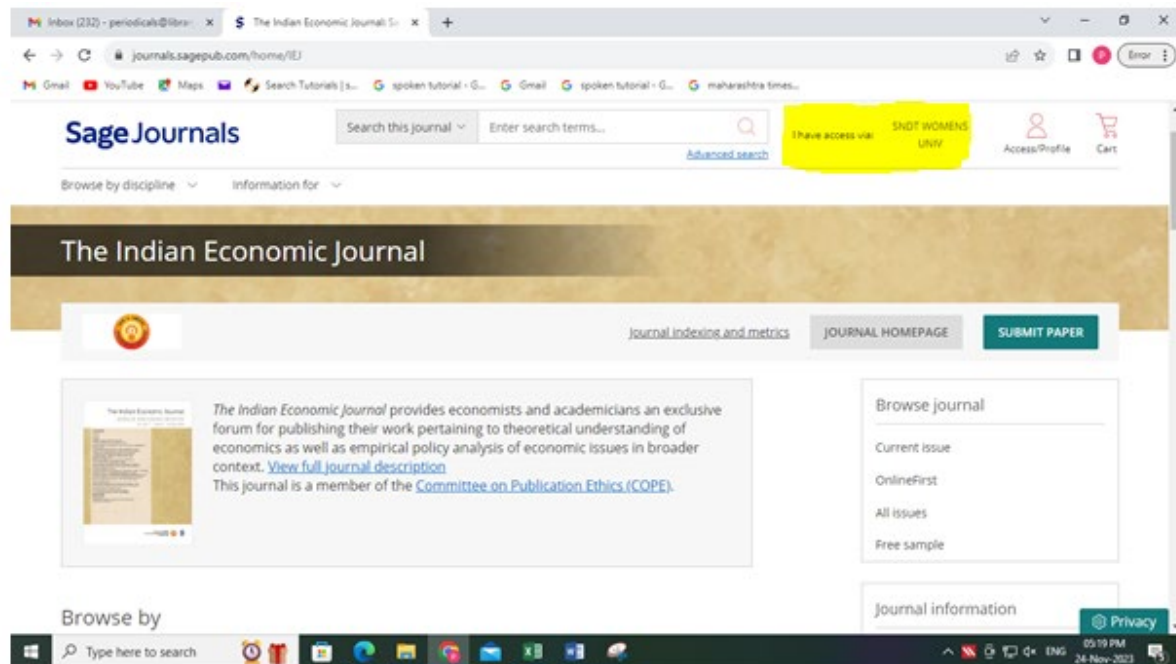 Inbox (232) - periodicals@librar
The Indian Economic Journal: Sa
journals.sagepub.com/home/IEJ
Error
Gmail
YouTube
Maps
Search Tutorials | s...
spoken tutorial - G...
Gmail
spoken tutorial - G...
maharashtra times...
Sage Journals
Search this journal
Enter search terms...
Advanced search
I have access via:
SNDT WOMENS
UNIV
Access/Profile
Cart
Browse by discipline
Information for
The Indian Economic Journal
Journal indexing and metrics
JOURNAL HOMEPAGE
SUBMIT PAPER
The Indian Economic Journal
The Indian Economic Journal provides economists and academicians an exclusive
forum for publishing their work pertaining to theoretical understanding of
economics as well as empirical policy analysis of economic issues in broader
context. View full journal description
This journal is a member of the Committee on Publication Ethics (COPE).
Browse journal
Current issue
OnlineFirst
All issues
Free sample
Browse by
Journal information
Privacy
Type here to search
ENG
05:19 PM
24-Nov-2023